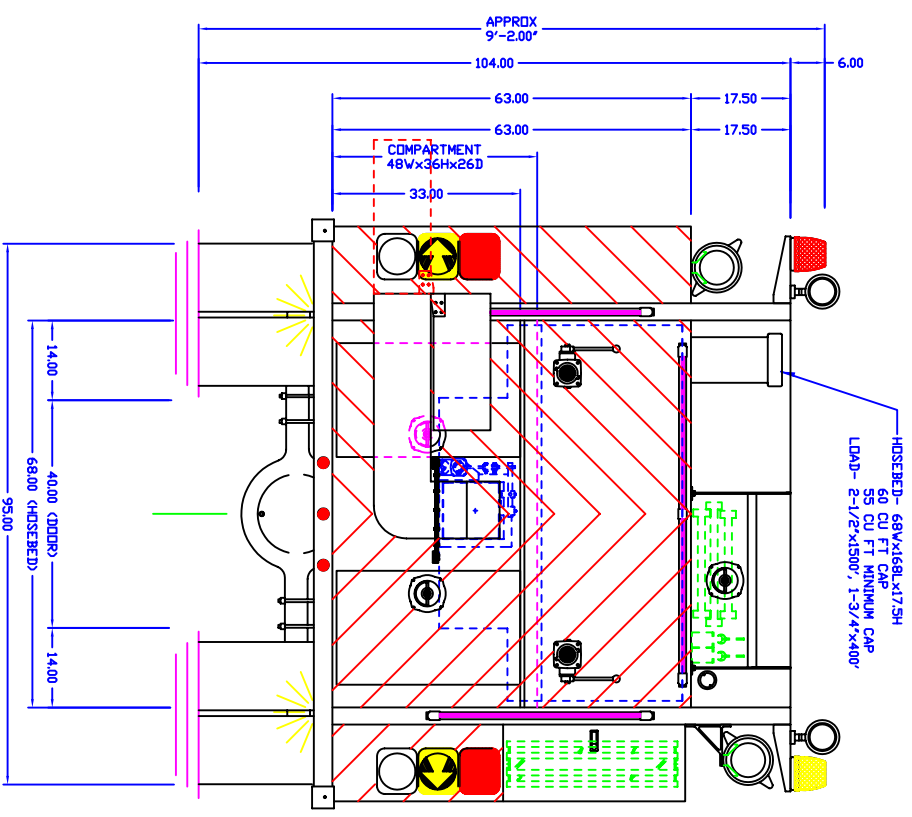 APPROX
9'-2.00"
104.00
6.00
63.00
17.50
63.00
17.50
COMPARTMENT
48Wx36Hx26D
33.00
HOSEBED- 68Wx168Lx17.5H
60 CU FT CAP
55 CU FT MINIMUM CAP
LOAD- 2-1/2"x1500', 1-3/4"x400'
14.00
40.00 (DOOR)
14.00
68.00 (HOSEBED)
95.00